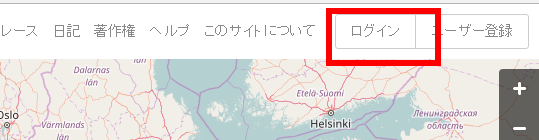 レース 日記 著作権 ヘルプ このサイトについて ログイン ユーザー登録
Dalarnas län
Etelä-Suomi
Helsinki
Oslo
Värmlands län
Ленинградская область
+
−